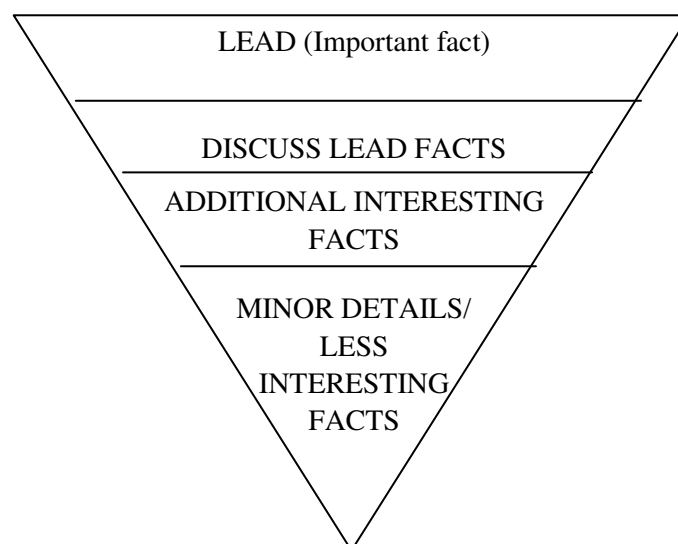 LEAD (Important fact)
DISCUSS LEAD FACTS
ADDITIONAL INTERESTING
FACTS
MINOR DETAILS/
LESS
INTERESTING
FACTS